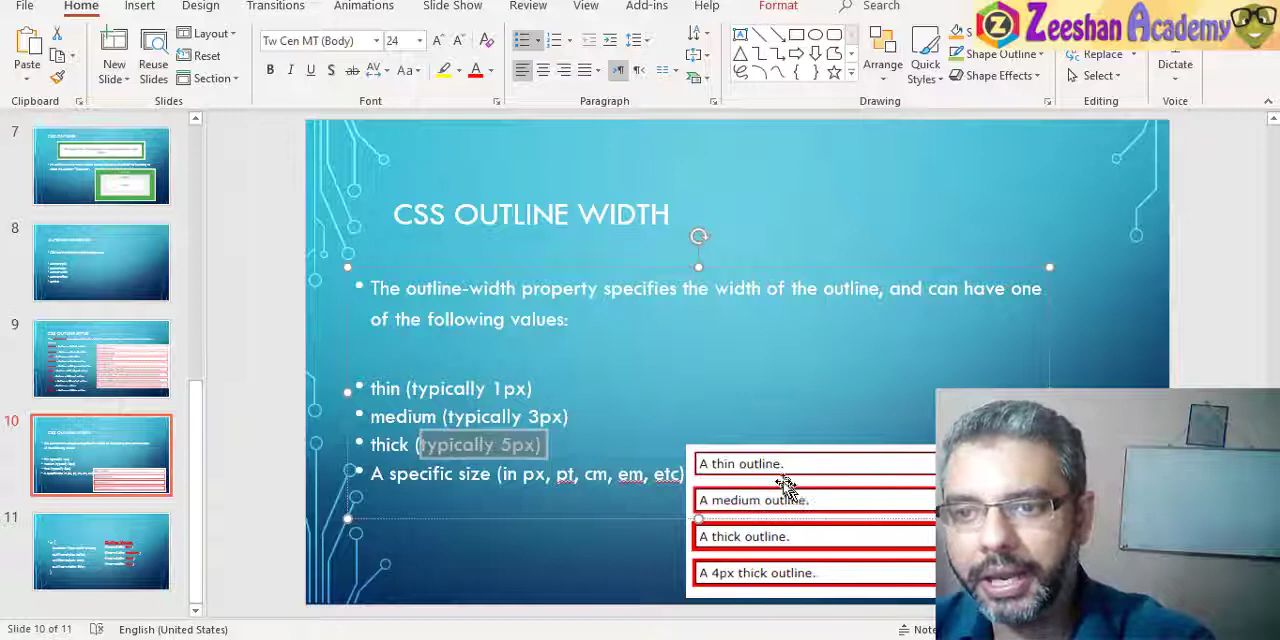 File Home Insert Design Transitions Animations Slide Show Review View Add-ins Help Format Search
Zeeshan Academy
Paste
New Slide
Reuse Slides
Layout
Reset
Section
Tw Cen MT (Body) 24
B I U S ab AV Aa A A
Arrange
Quick Styles
Shape Outline
Shape Effects
Replace
Select
Dictate
Clipboard Slides Font Paragraph Drawing Editing Voice
7
8
9
10
11
CSS OUTLINE WIDTH
• The outline-width property specifies the width of the outline, and can have one
of the following values:
• thin (typically 1px)
• medium (typically 3px)
• thick (typically 5px)
• A specific size (in px, pt, cm, em, etc)
A thin outline.
A medium outline.
A thick outline.
A 4px thick outline.
Slide 10 of 11 English (United States)